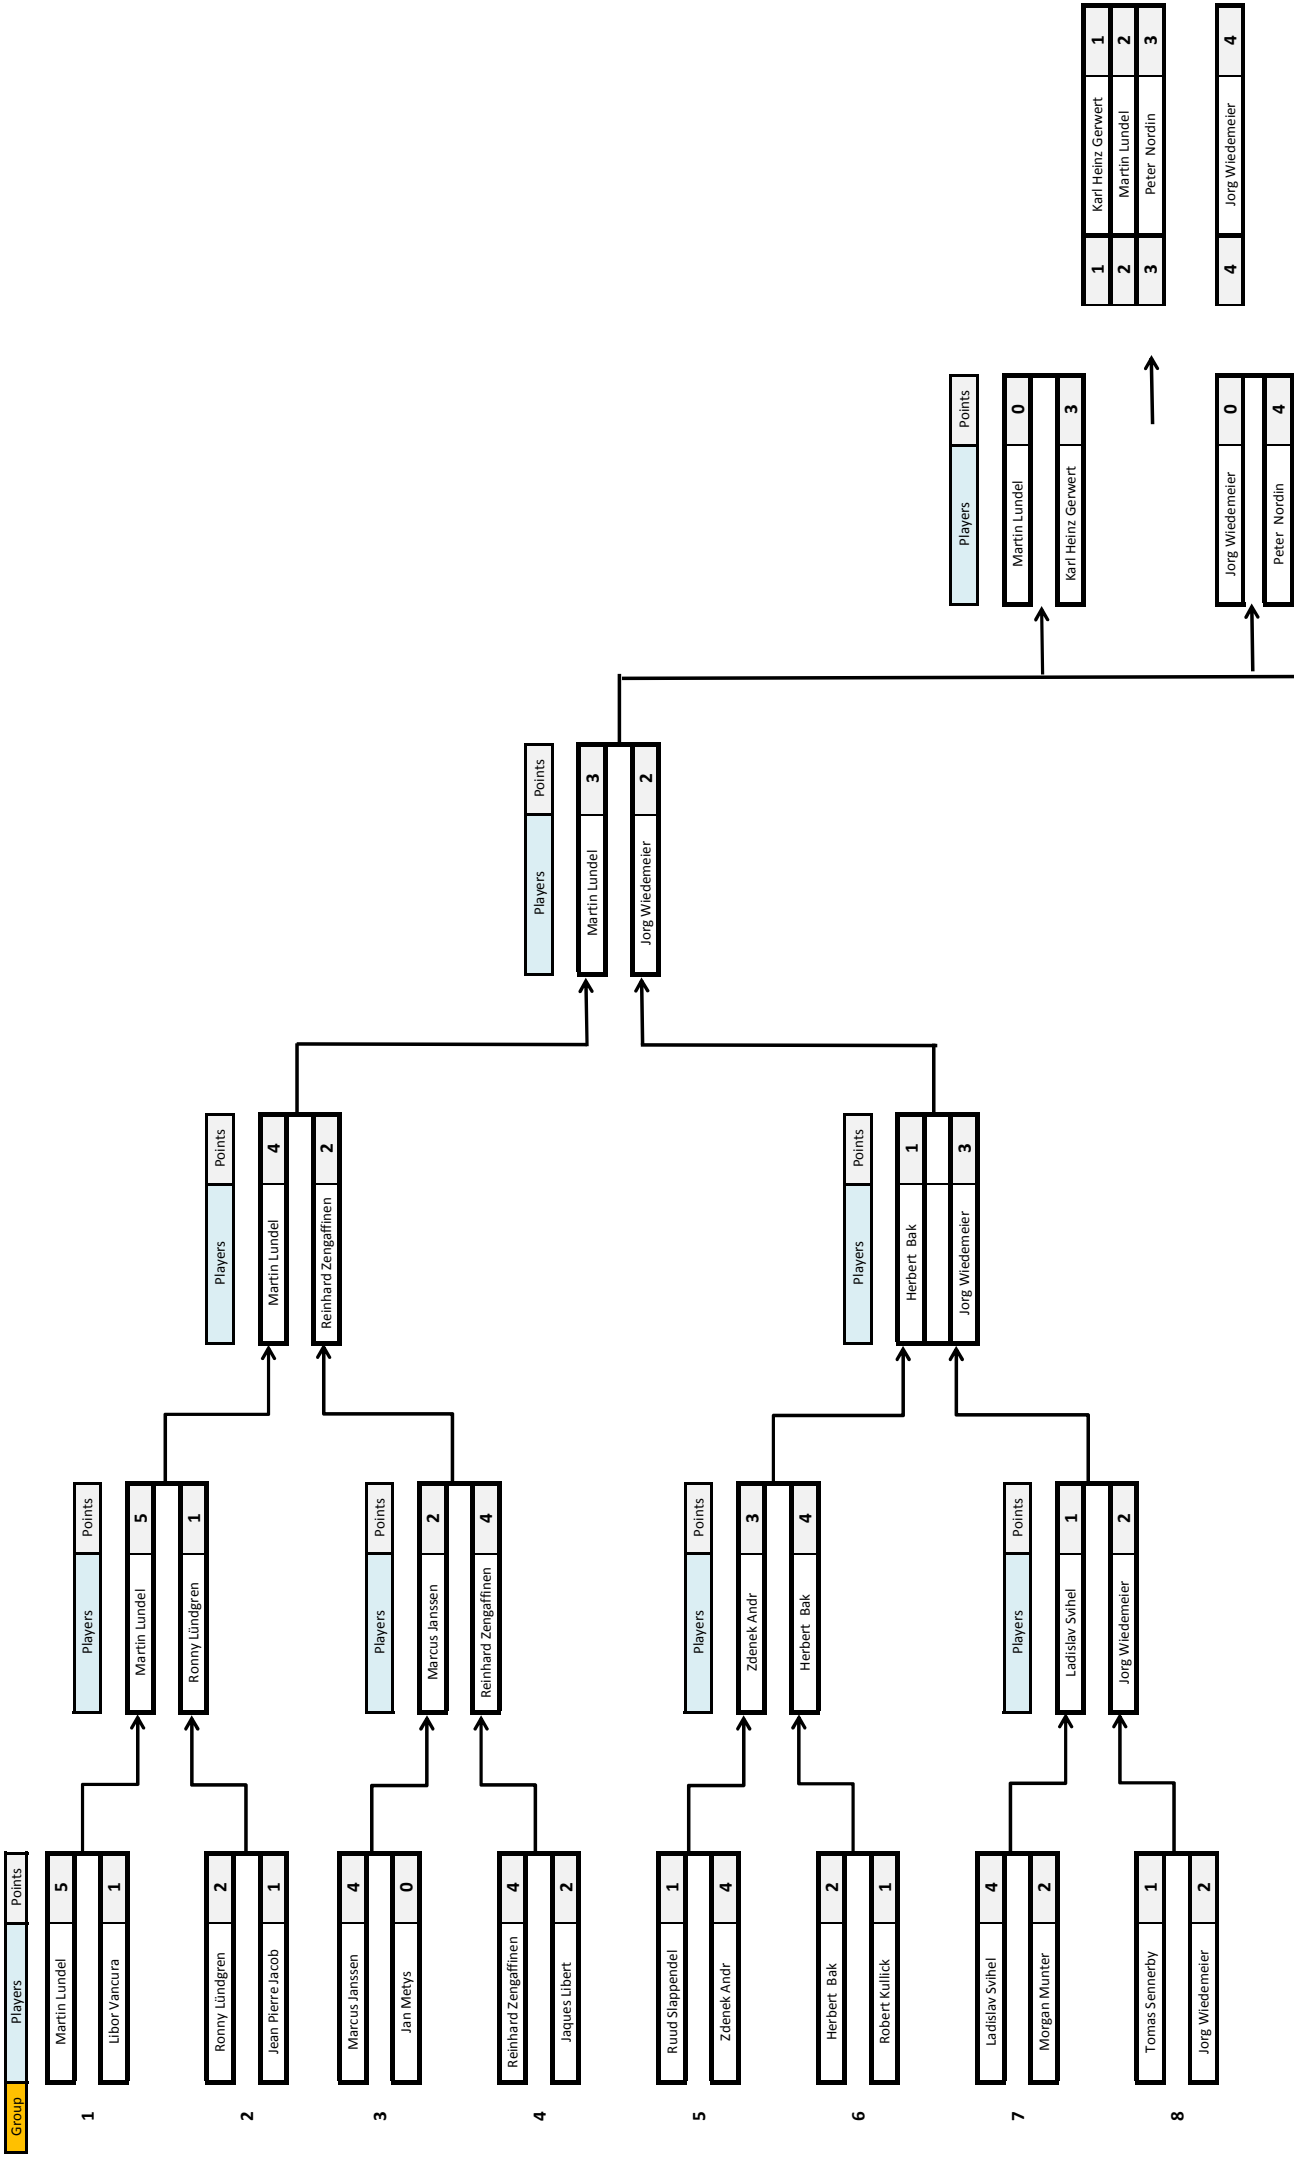 Group Players Points
1 Martin Lundel 5
Libor Vancura 1
2 Ronny Lündgren 2
Jean Pierre Jacob 1
3 Marcus Janssen 4
Jan Metys 0
4 Reinhard Zengaffinen 4
Jaques Libert 2
5 Ruud Slappendel 1
Zdenek Andr 4
6 Herbert Bak 2
Robert Kullick 1
7 Ladislav Svihel 4
Morgan Munter 2
8 Tomas Sennerby 1
Jorg Wiedemeier 2
Players Points
Martin Lundel 5
Ronny Lündgren 1
Players Points
Marcus Janssen 2
Reinhard Zengaffinen 4
Players Points
Zdenek Andr 3
Herbert Bak 4
Players Points
Ladislav Svihel 1
Jorg Wiedemeier 2
Players Points
Martin Lundel 4
Reinhard Zengaffinen 2
Players Points
Herbert Bak 1
Jorg Wiedemeier 3
Players Points
Martin Lundel 3
Jorg Wiedemeier 2
Players Points
Martin Lundel 0
Karl Heinz Gerwert 3
Jorg Wiedemeier 0
Peter Nordin 4
1 Karl Heinz Gerwert 1
2 Martin Lundel 2
3 Peter Nordin 3
4 Jorg Wiedemeier 4